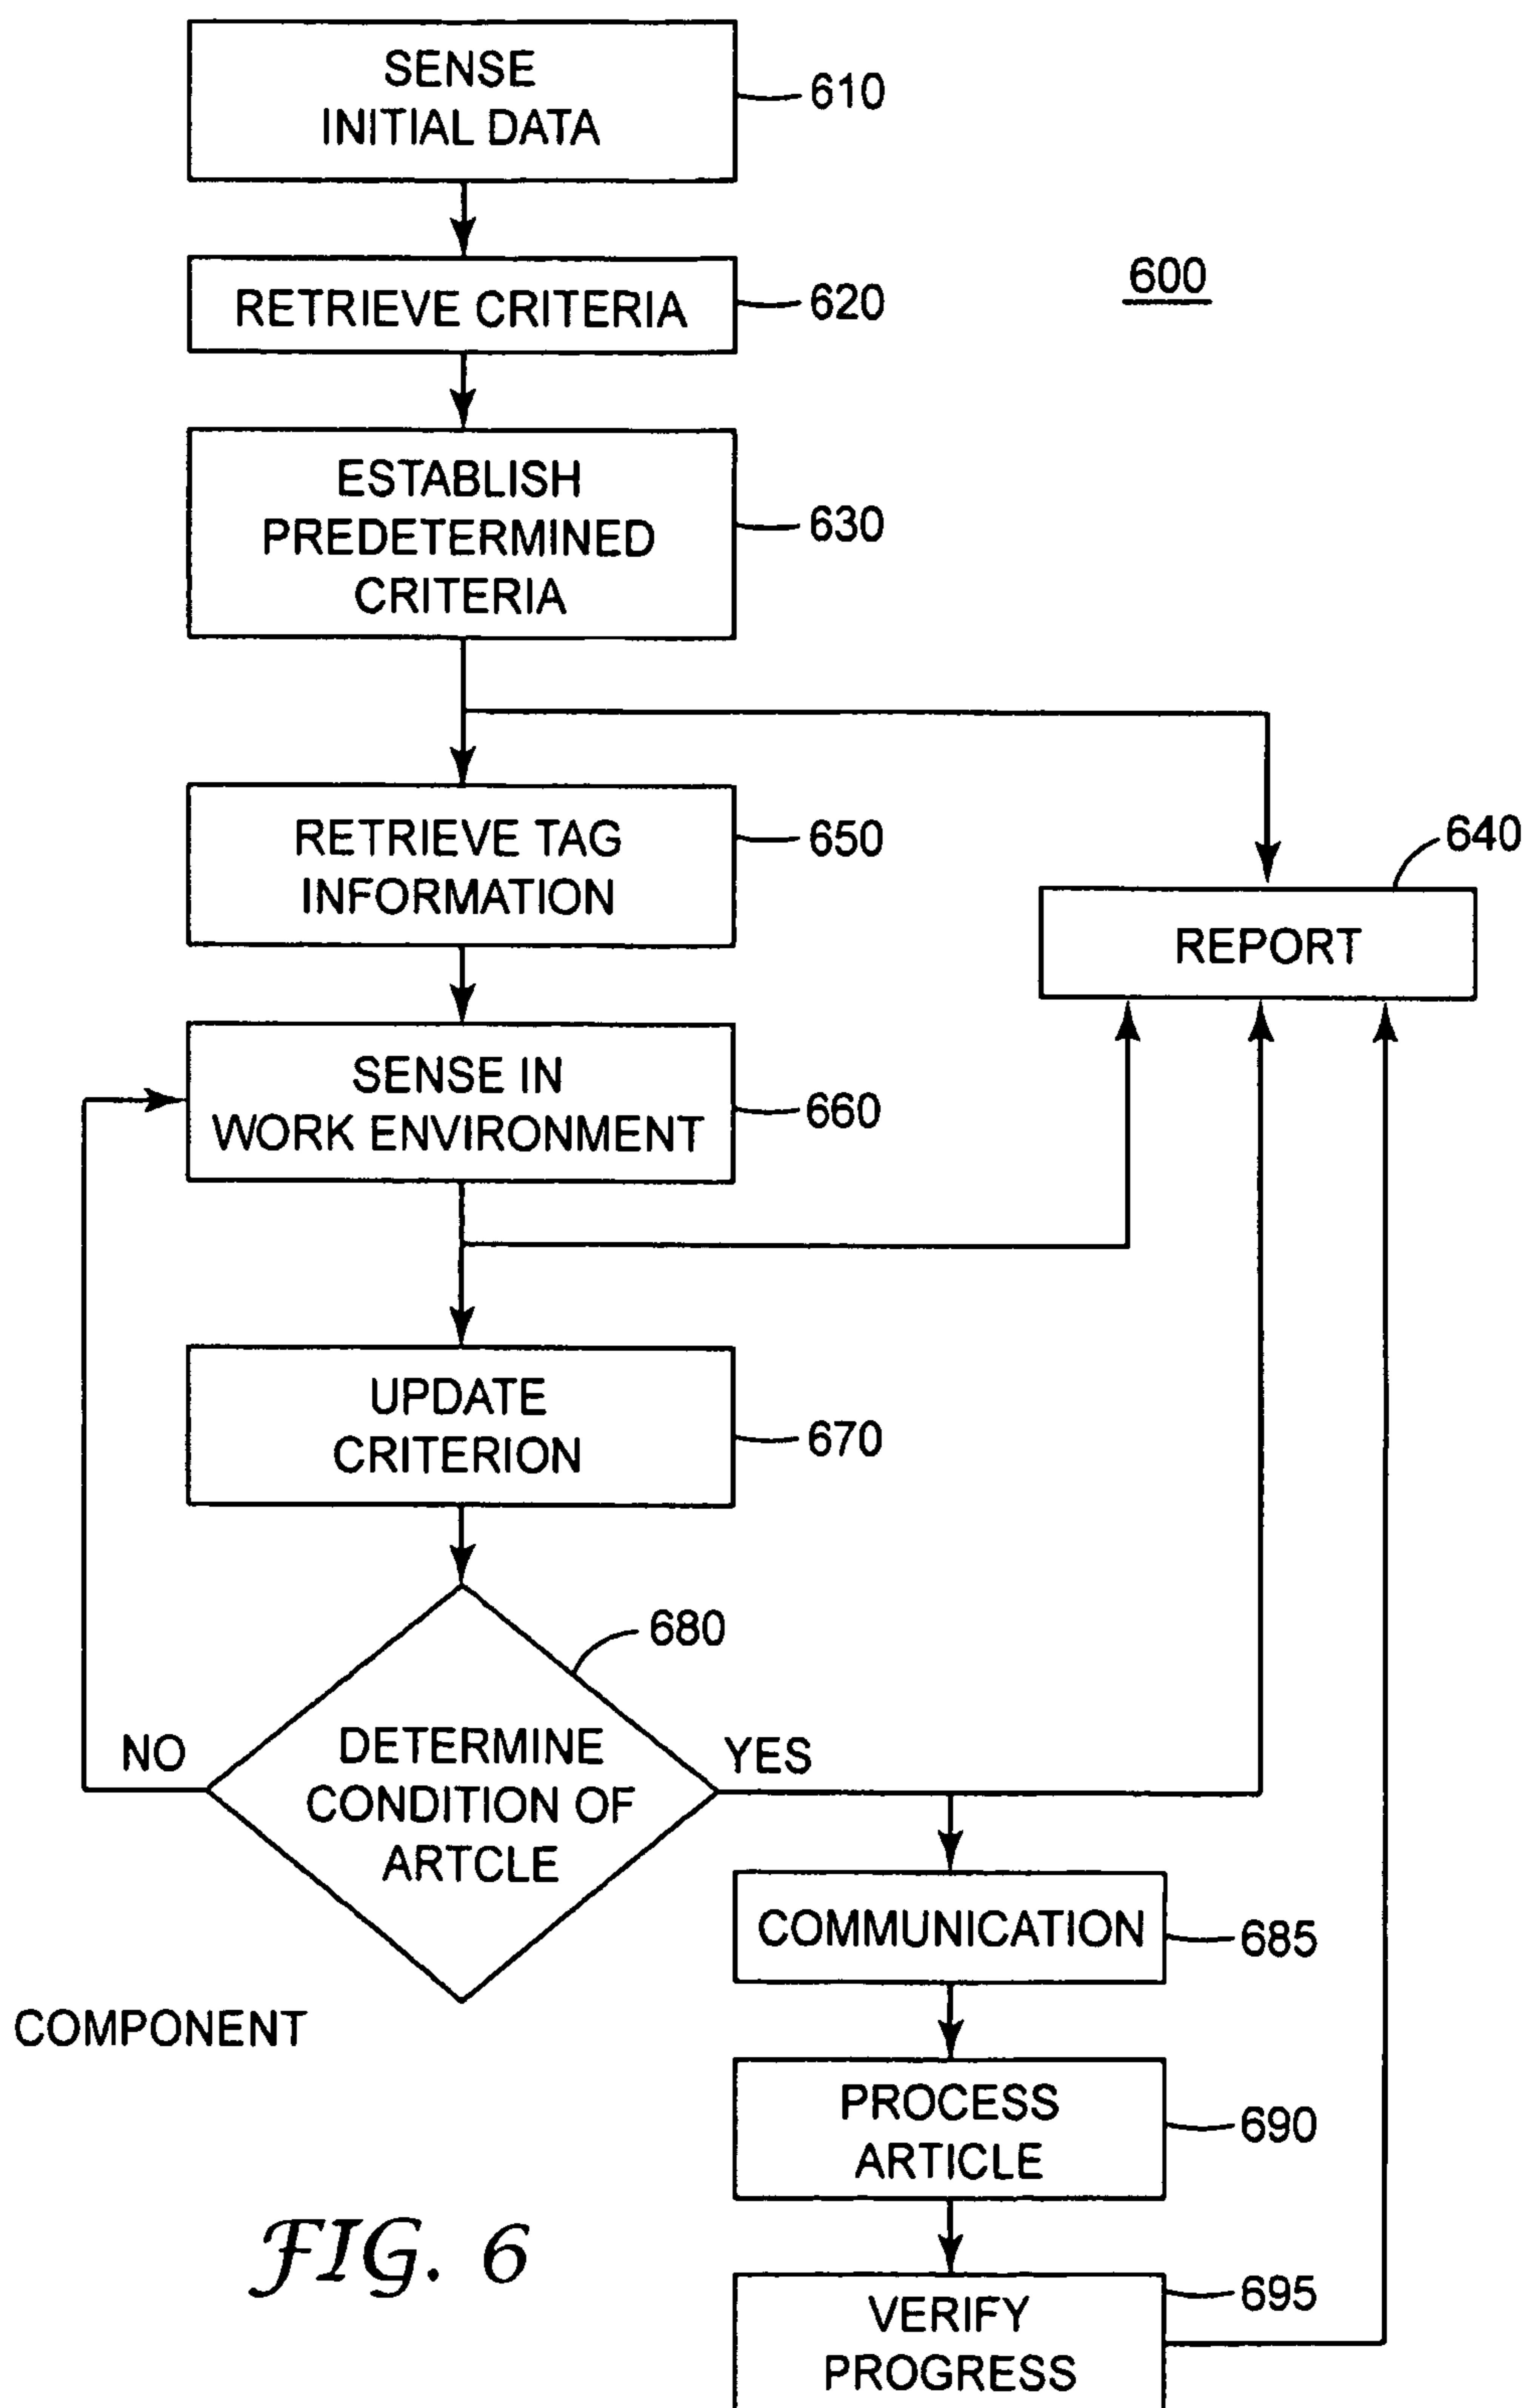 SENSE
INITIAL DATA
610
RETRIEVE CRITERIA
620
600
ESTABLISH
PREDETERMINED
CRITERIA
630
RETRIEVE TAG
INFORMATION
650
640
REPORT
SENSE IN
WORK ENVIRONMENT
660
UPDATE
CRITERION
670
680
NO
DETERMINE
CONDITION OF
ARTCLE
YES
COMMUNICATION
685
COMPONENT
PROCESS
ARTICLE
690
FIG. 6
VERIFY
PROGRESS
695